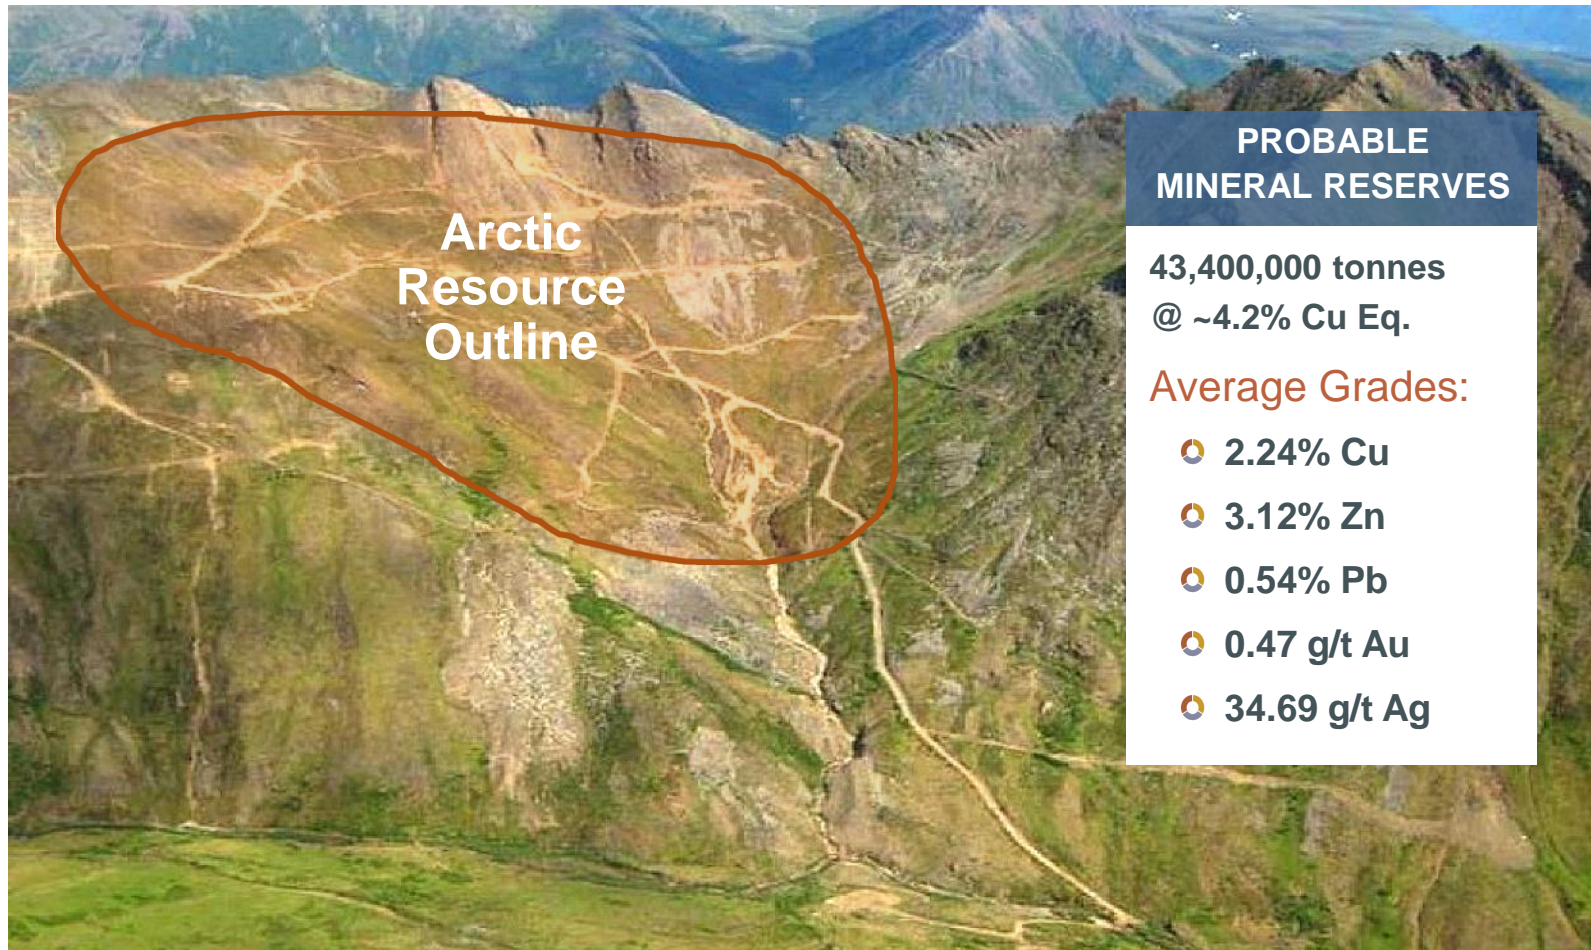 Arctic
Resource
Outline
PROBABLE
MINERAL RESERVES
43,400,000 tonnes
@ ~4.2% Cu Eq.
Average Grades:
2.24% Cu
3.12% Zn
0.54% Pb
0.47 g/t Au
34.69 g/t Ag